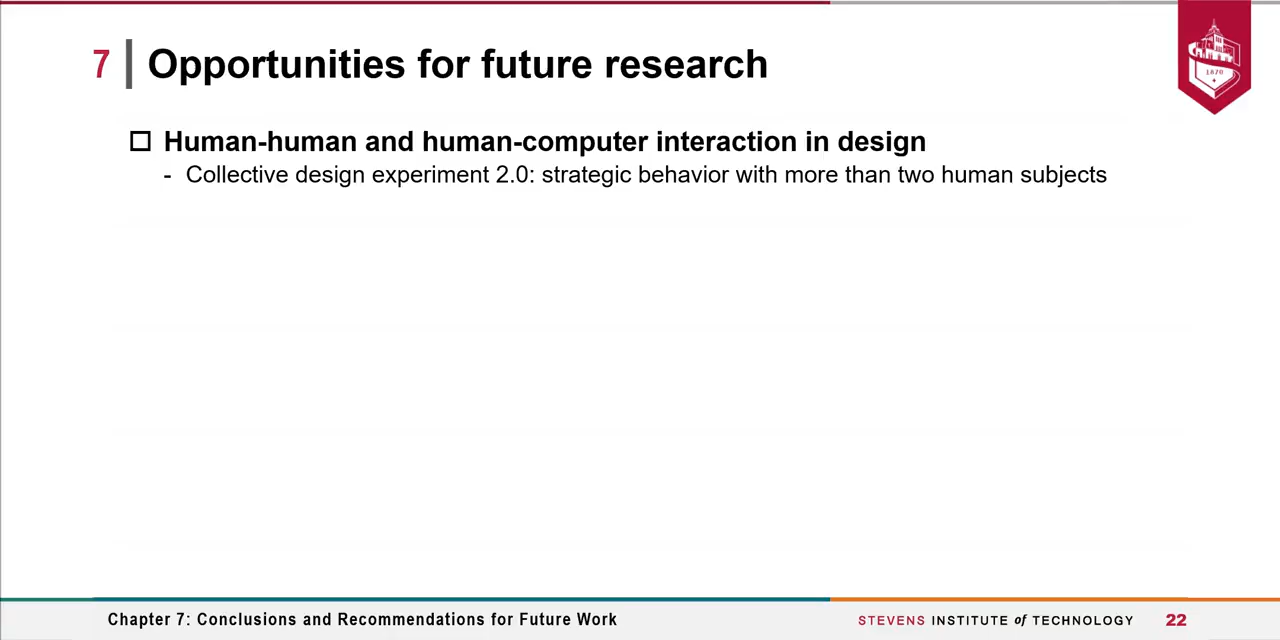 7 Opportunities for future research
1870
Human-human and human-computer interaction in design
- Collective design experiment 2.0: strategic behavior with more than two human subjects
Chapter 7: Conclusions and Recommendations for Future Work
STEVENS INSTITUTE of TECHNOLOGY 22